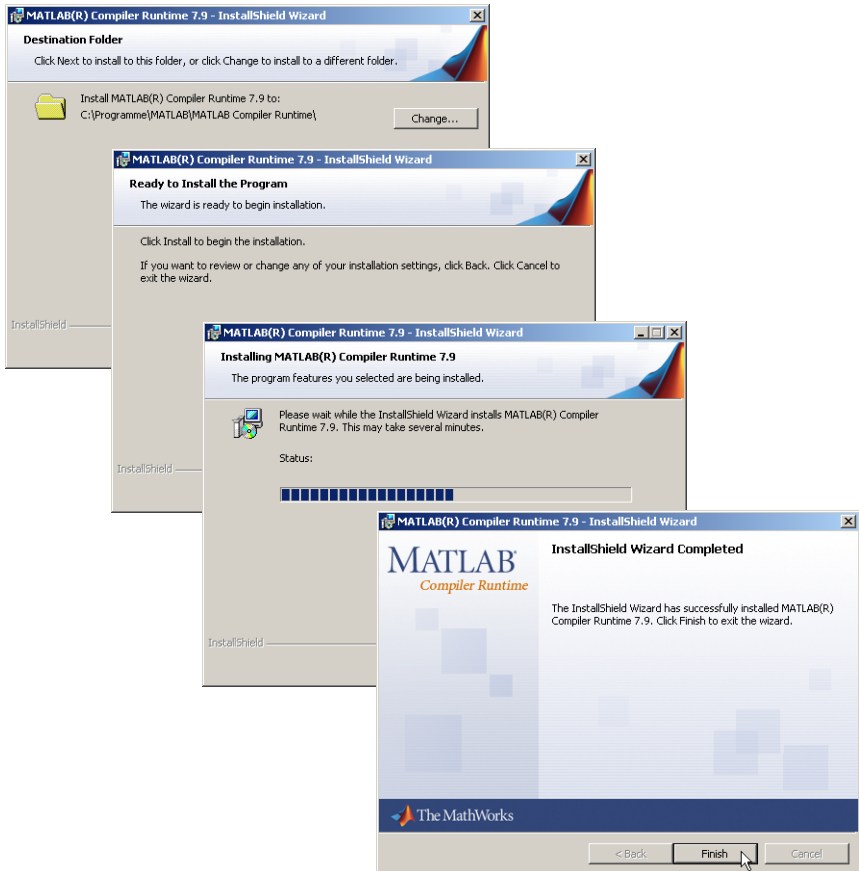 MATLAB(R) Compiler Runtime 7.9 - InstallShield Wizard
Destination Folder
Click Next to install to this folder, or click Change to install to a different folder.
Install MATLAB(R) Compiler Runtime 7.9 to:
C:\Programme\MATLAB\MATLAB Compiler Runtime\
Change...
InstallShield
MATLAB(R) Compiler Runtime 7.9 - InstallShield Wizard
Ready to Install the Program
The wizard is ready to begin installation.
Click Install to begin the installation.
If you want to review or change any of your installation settings, click Back. Click Cancel to
exit the wizard.
InstallShield
MATLAB(R) Compiler Runtime 7.9 - InstallShield Wizard
Installing MATLAB(R) Compiler Runtime 7.9
The program features you selected are being installed.
Please wait while the InstallShield Wizard installs MATLAB(R) Compiler
Runtime 7.9. This may take several minutes.
Status:
InstallShield
MATLAB(R) Compiler Runtime 7.9 - InstallShield Wizard
MATLAB®
Compiler Runtime
InstallShield Wizard Completed
The InstallShield Wizard has successfully installed MATLAB(R)
Compiler Runtime 7.9. Click Finish to exit the wizard.
The MathWorks
< Back
Finish
Cancel